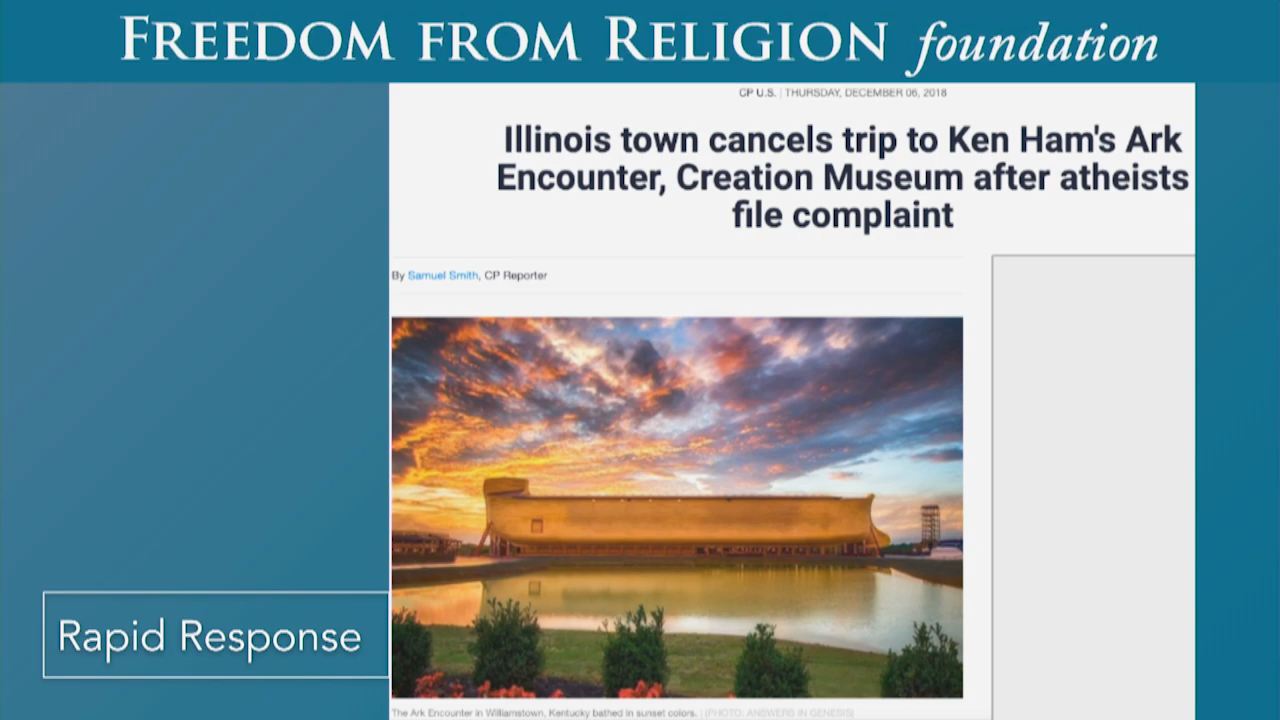 FREEDOM FROM RELIGION foundation
CP U.S. | THURSDAY, DECEMBER 06, 2018
Illinois town cancels trip to Ken Ham's Ark
Encounter, Creation Museum after atheists
file complaint
By Samuel Smith, CP Reporter
Rapid Response
The Ark Encounter in Williamstown, Kentucky bathed in sunset colors. | (PHOTO: ANSWERS IN GENESIS)